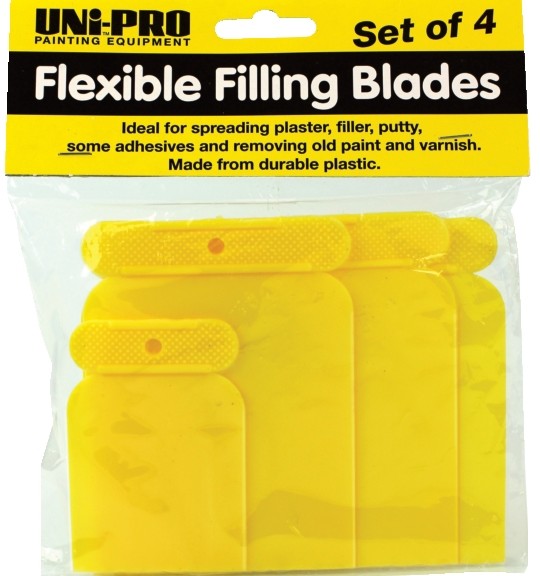 UNi-PRO
PAINTING EQUIPMENT
Set of 4
Flexible Filling Blades
Ideal for spreading plaster, filler, putty,
some adhesives and removing old paint and varnish.
Made from durable plastic.